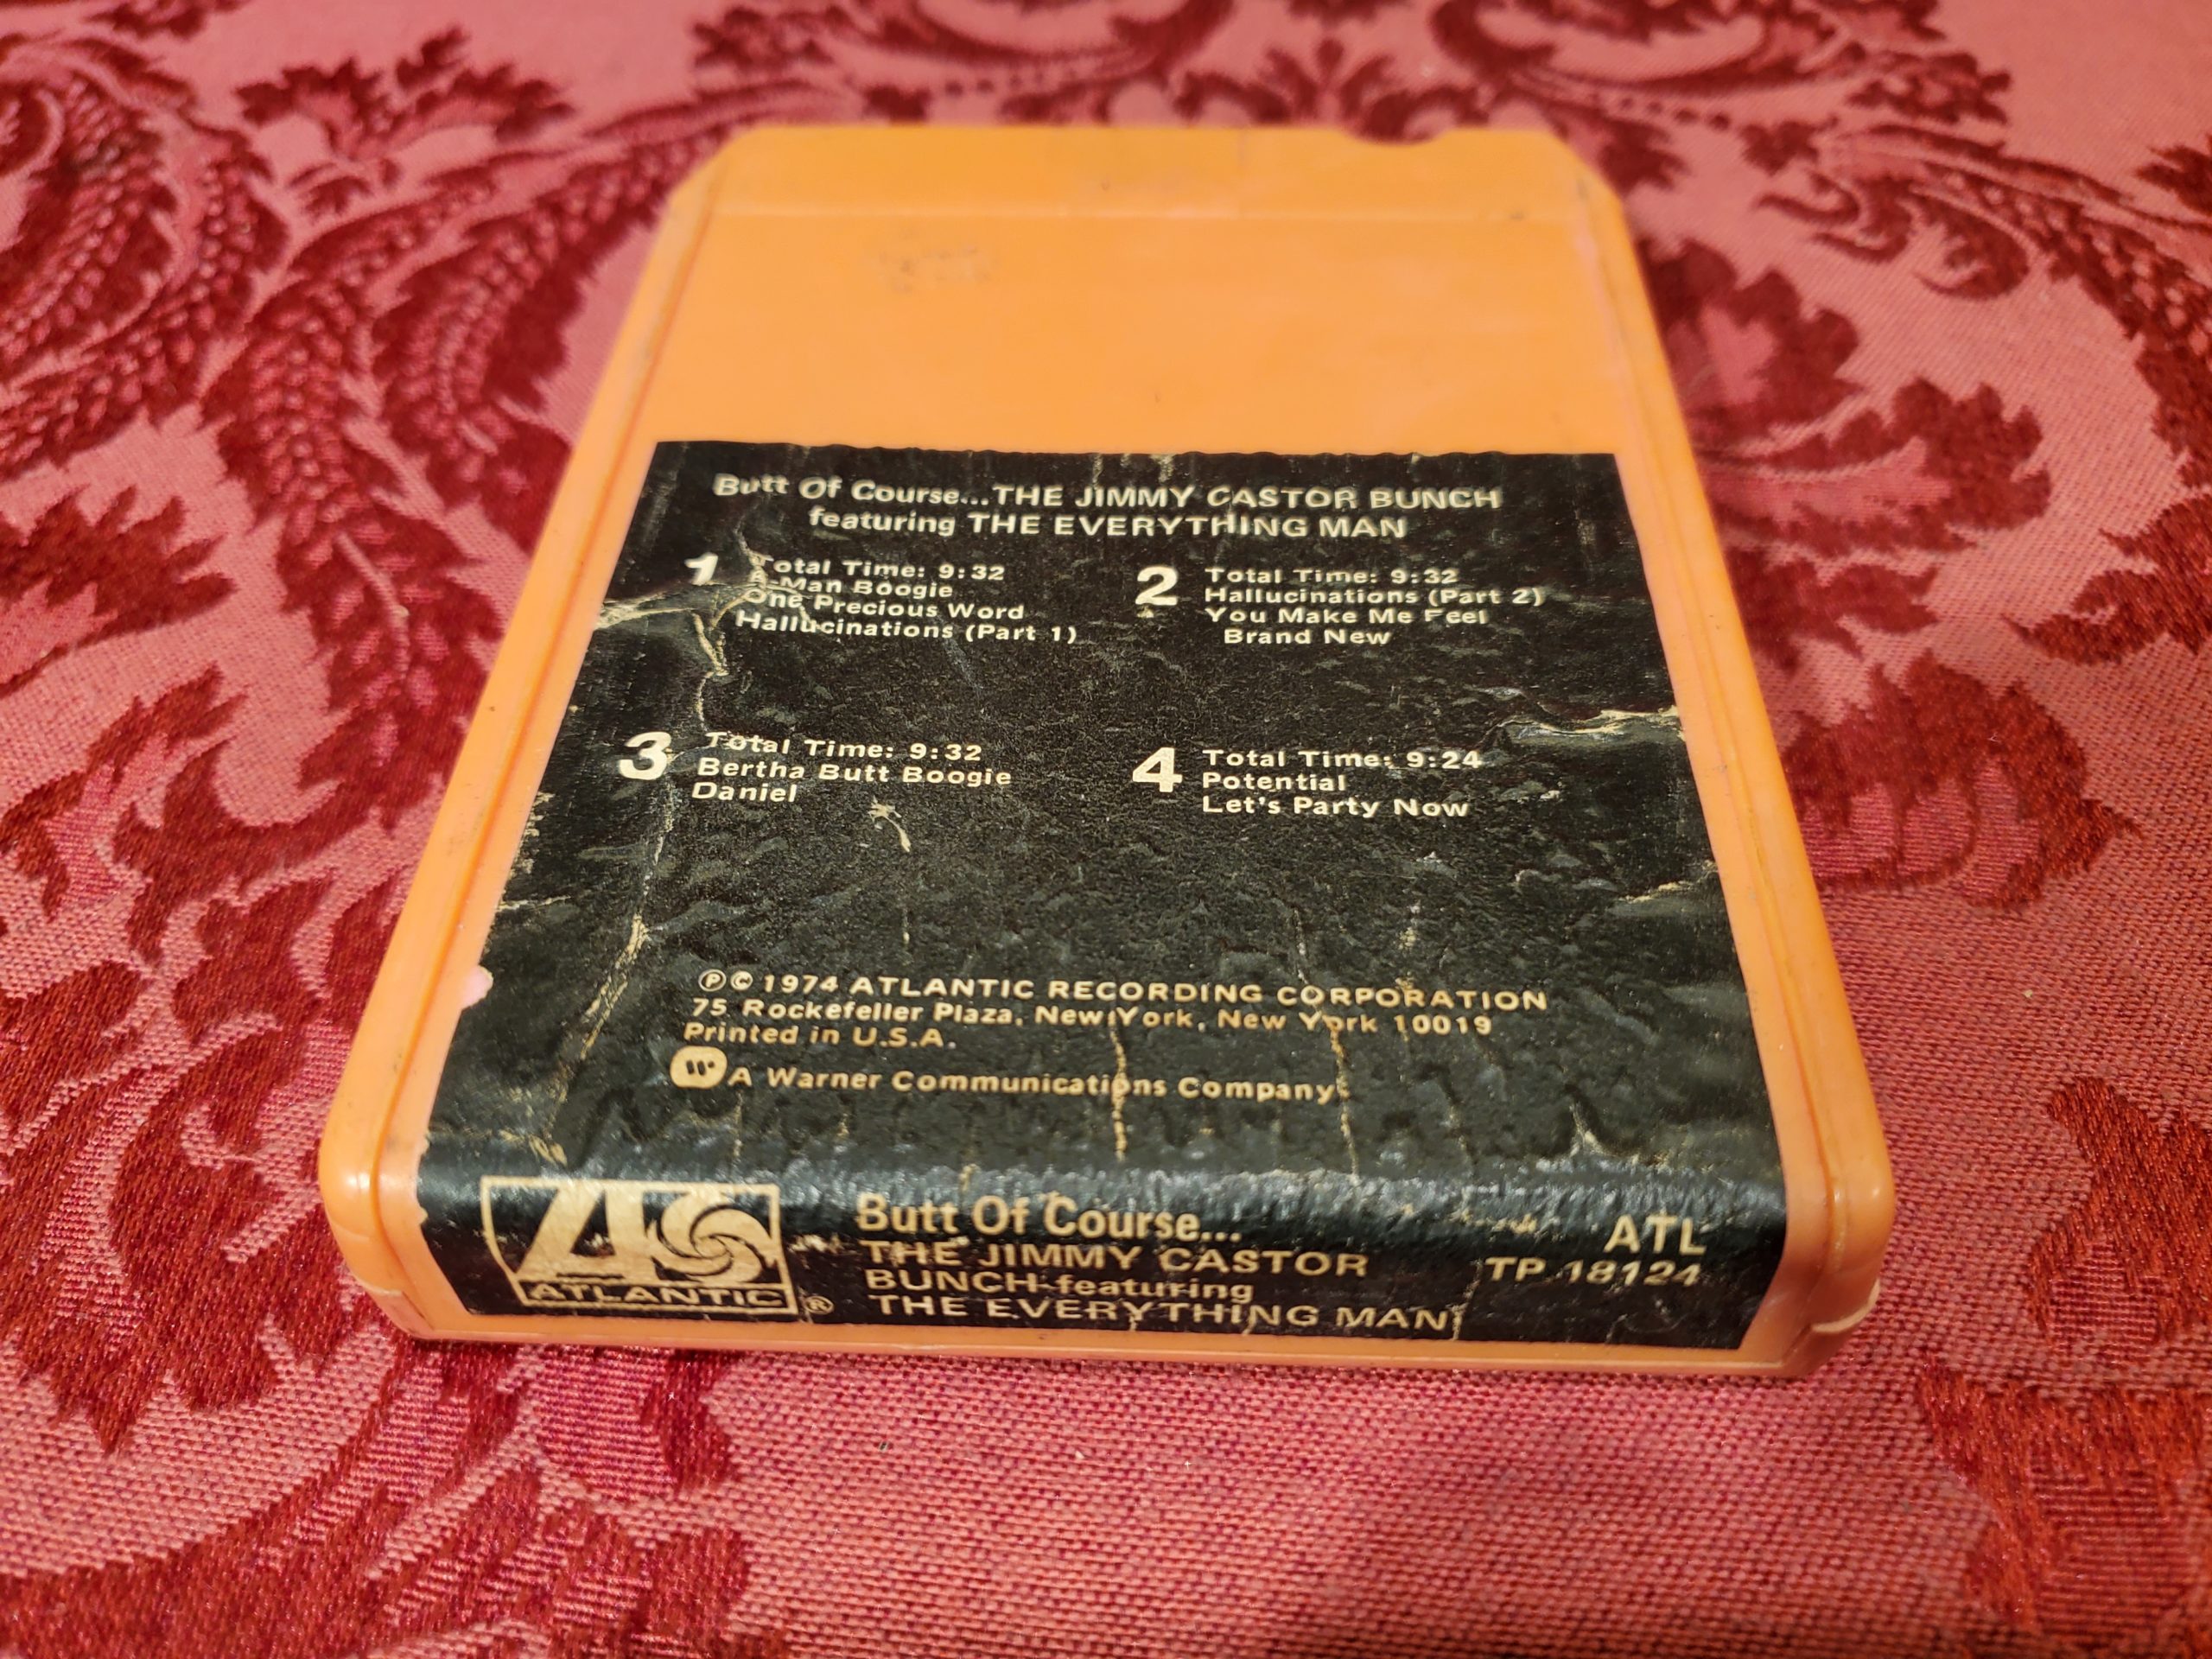 Butt Of Course...THE JIMMY CASTOR BUNCH
featuring THE EVERYTHING MAN
1 Total Time: 9:32
E-Man Boogie
One Precious Word
Hallucinations (Part 1)
2 Total Time: 9:32
Hallucinations (Part 2)
You Make Me Feel
Brand New
3 Total Time: 9:32
Bertha Butt Boogie
Daniel
4 Total Time: 9:24
Potential
Let's Party Now
℗© 1974 ATLANTIC RECORDING CORPORATION
75 Rockefeller Plaza, New York, New York 10019
Printed in U.S.A.
A Warner Communications Company
ATLANTIC ®
Butt Of Course...
THE JIMMY CASTOR
BUNCH-featuring
THE EVERYTHING MAN
ATL
TP 18124